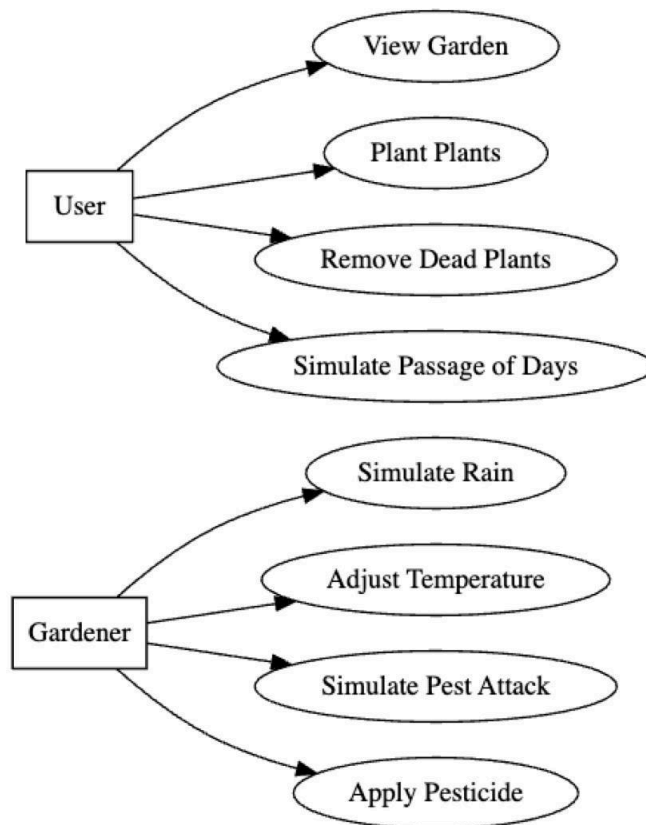 View Garden
Plant Plants
User
Remove Dead Plants
Simulate Passage of Days
Simulate Rain
Adjust Temperature
Gardener
Simulate Pest Attack
Apply Pesticide